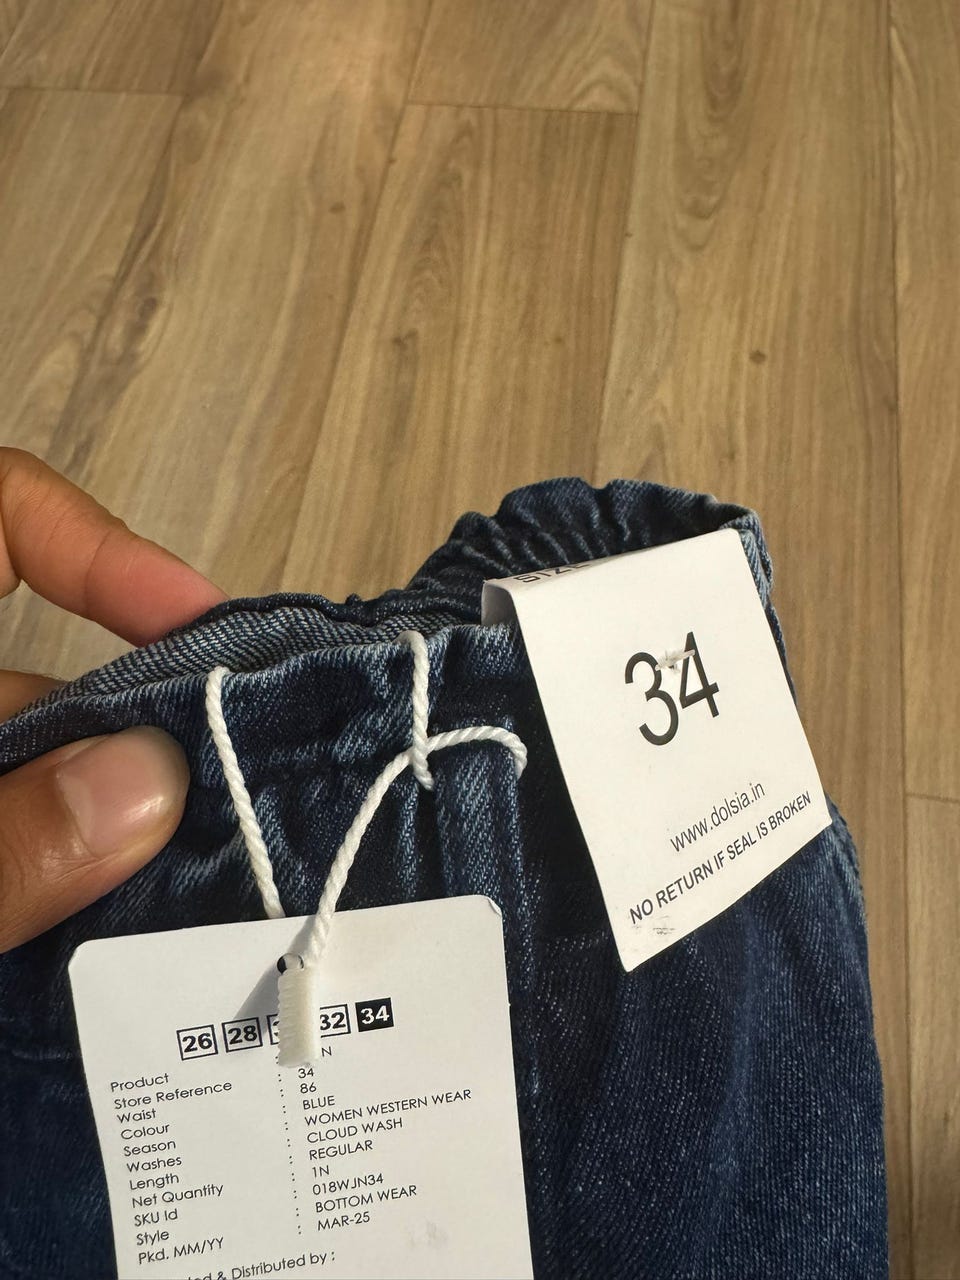 SIZE
34
www.dolsia.in
NO RETURN IF SEAL IS BROKEN
26 28 32 34
Product :
Store Reference : 34
Waist : 86
Colour : BLUE
Season : WOMEN WESTERN WEAR
Washes : CLOUD WASH
Length : REGULAR
Net Quantity : 1N
SKU Id : 018WJN34
Style : BOTTOM WEAR
Pkd. MM/YY : MAR-25
& Distributed by :